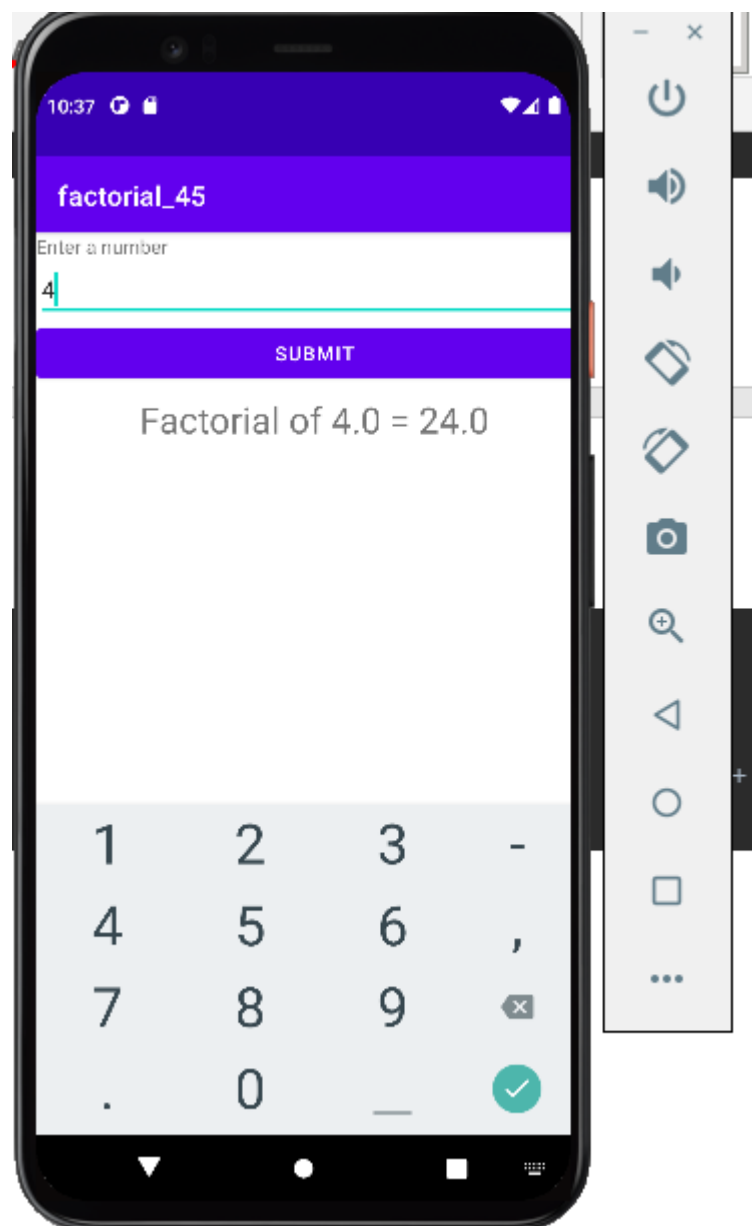 10:37
factorial_45
Enter a number
4
SUBMIT
Factorial of 4.0 = 24.0
1 2 3 -
4 5 6 ,
7 8 9
. 0 _